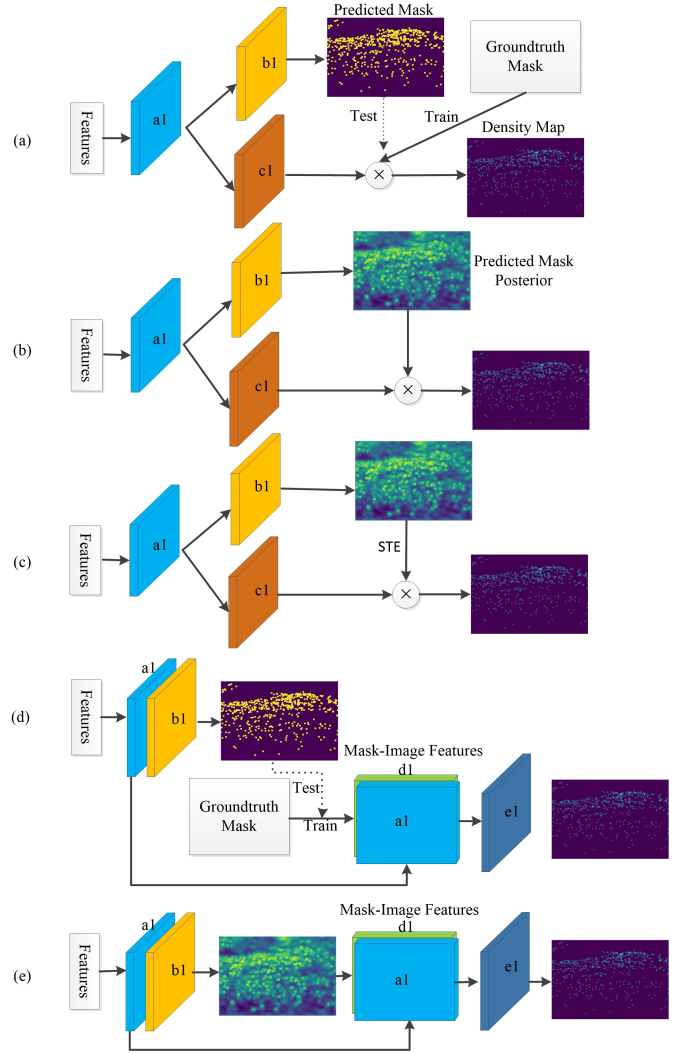 Predicted Mask
Groundtruth
Mask
b1
a1
Features
(a)
Test
Train
Density Map
c1
×
b1
Predicted Mask
Posterior
a1
Features
(b)
c1
×
b1
a1
Features
(c)
STE
c1
×
a1
Features
(d)
b1
Mask-Image Features
d1
Test
Groundtruth
Mask
Train
a1
e1
a1
Mask-Image Features
d1
Features
(e)
b1
a1
e1